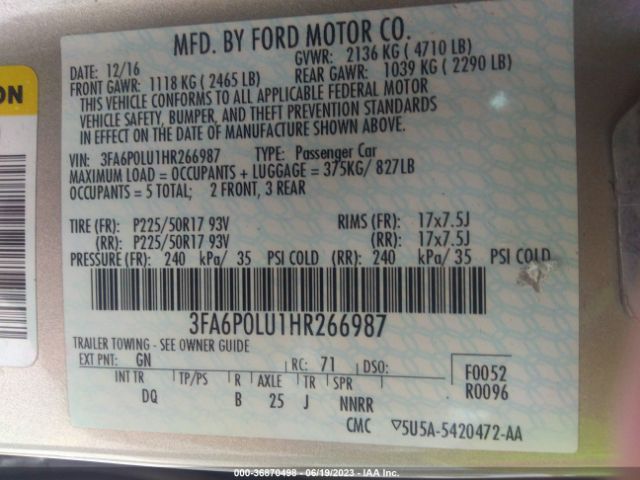 MFD. BY FORD MOTOR CO.
DATE: 12/16 GVWR: 2136 KG ( 4710 LB)
FRONT GAWR: 1118 KG ( 2465 LB) REAR GAWR: 1039 KG ( 2290 LB)
THIS VEHICLE CONFORMS TO ALL APPLICABLE FEDERAL MOTOR
VEHICLE SAFETY, BUMPER, AND THEFT PREVENTION STANDARDS
IN EFFECT ON THE DATE OF MANUFACTURE SHOWN ABOVE.
VIN: 3FA6P0LU1HR266987 TYPE: Passenger Car
MAXIMUM LOAD = OCCUPANTS + LUGGAGE = 375KG/ 827LB
OCCUPANTS = 5 TOTAL; 2 FRONT, 3 REAR
TIRE (FR): P225/50R17 93V RIMS (FR): 17x7.5J
(RR): P225/50R17 93V (RR): 17x7.5J
PRESSURE (FR): 240 kPa/ 35 PSI COLD (RR): 240 kPa/ 35 PSI COLD
3FA6P0LU1HR266987
TRAILER TOWING - SEE OWNER GUIDE
EXT PNT: GN RC: 71 DSO: F0052
INT TR TP/PS R AXLE TR SPR R0096
DQ B 25 J NNRR
CMC ▽5U5A-5420472-AA
ON
000-36870498 - 06/19/2023 - IAA Inc.